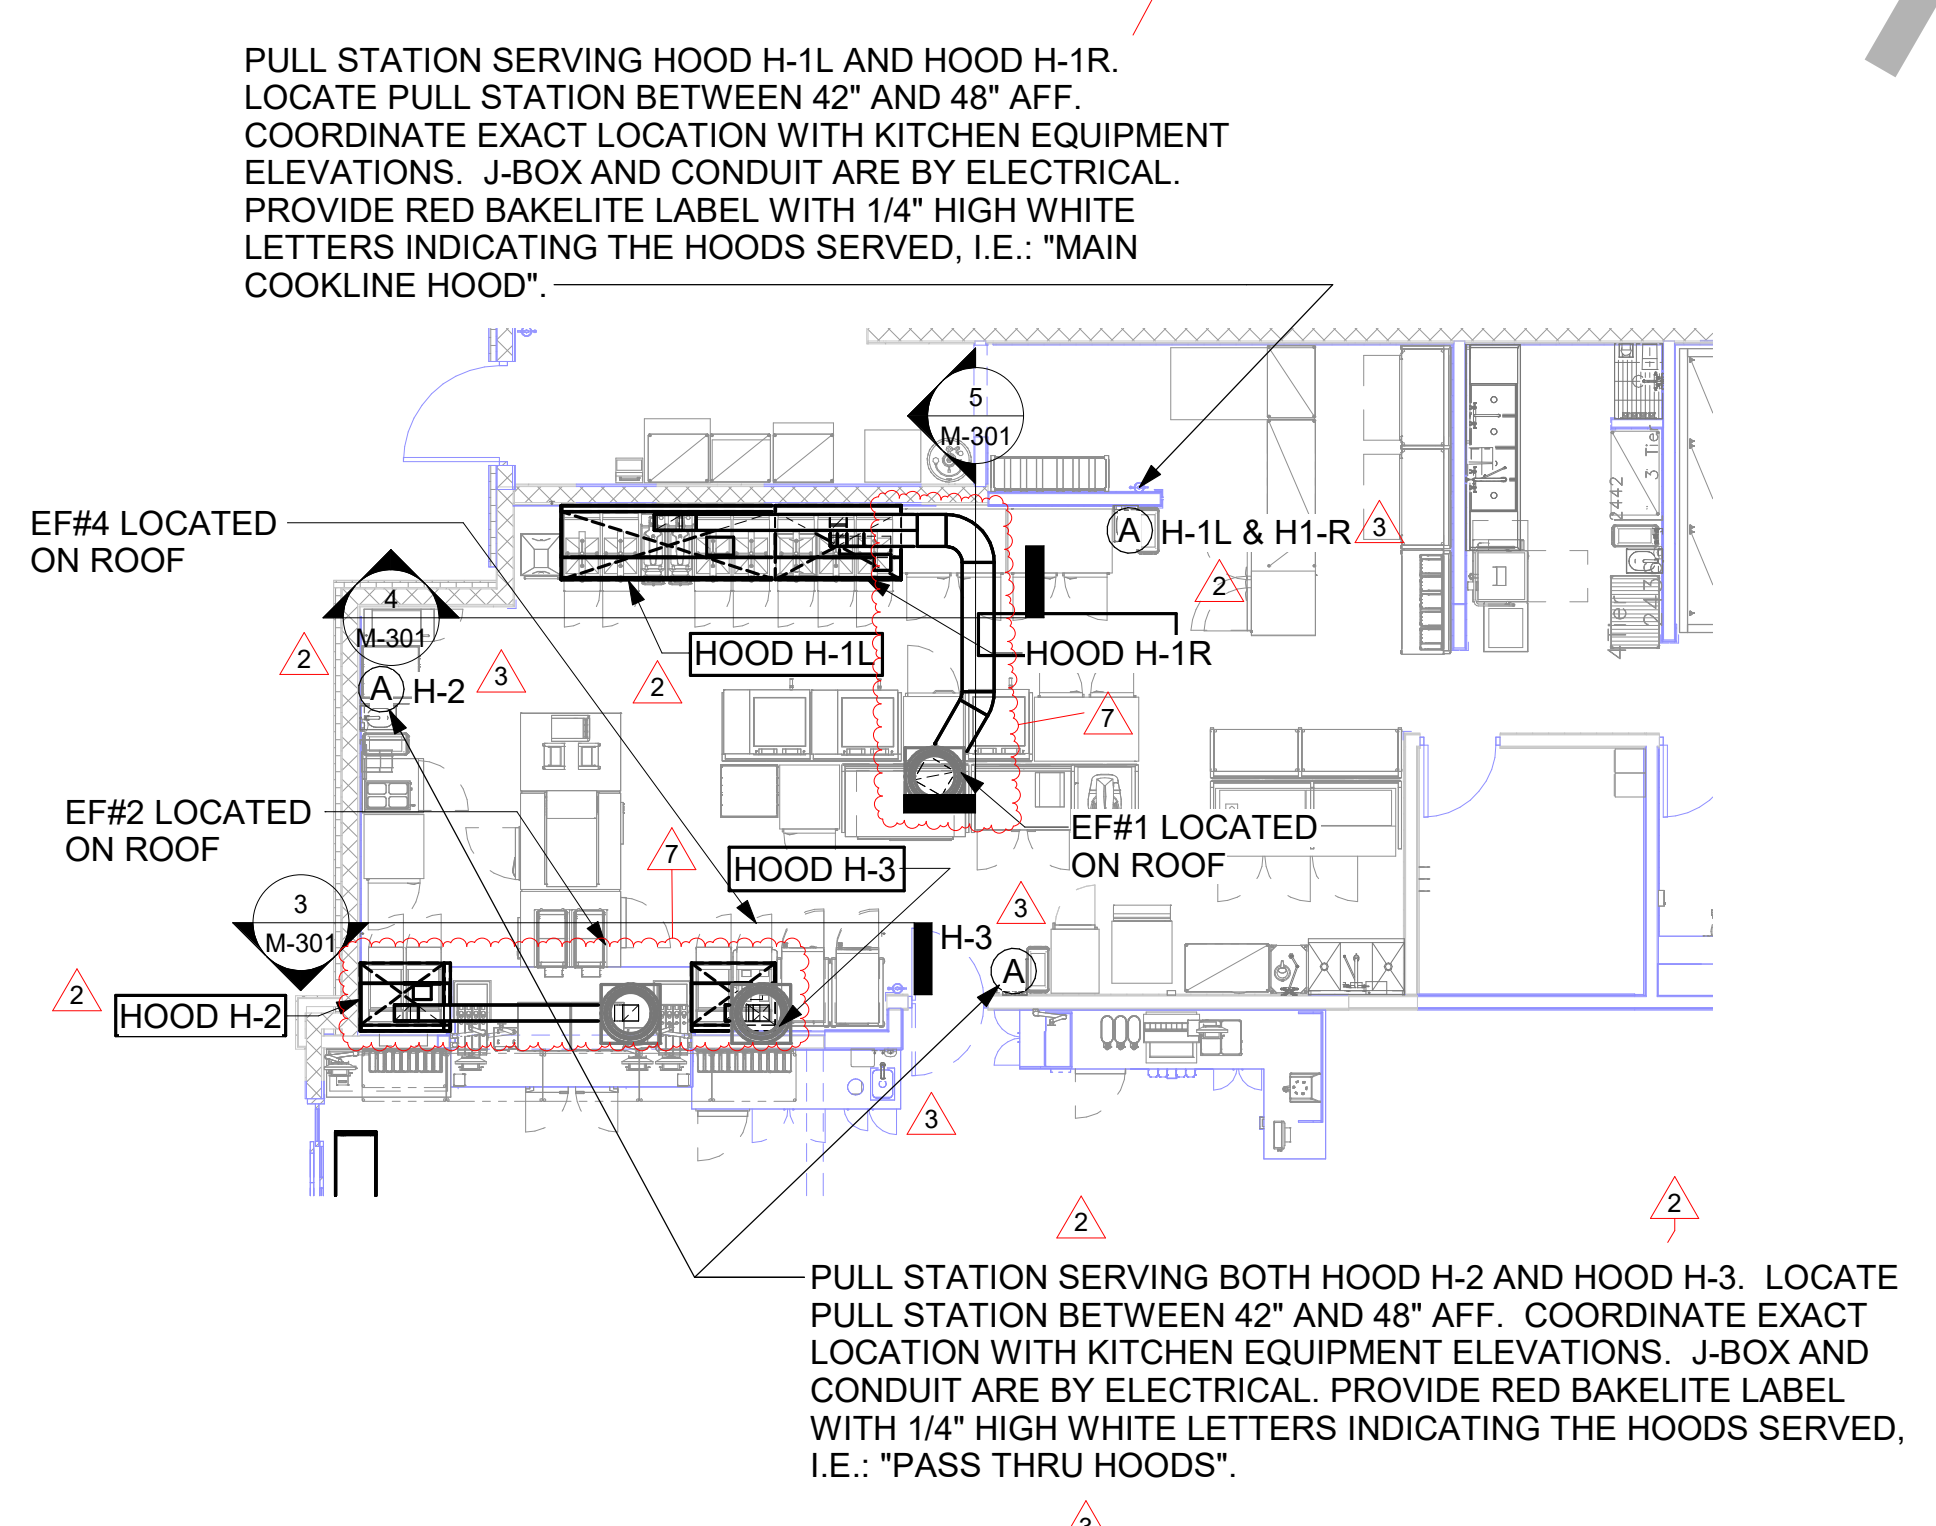 PULL STATION SERVING HOOD H-1L AND HOOD H-1R.
LOCATE PULL STATION BETWEEN 42" AND 48" AFF.
COORDINATE EXACT LOCATION WITH KITCHEN EQUIPMENT
ELEVATIONS.  J-BOX AND CONDUIT ARE BY ELECTRICAL.
PROVIDE RED BAKELITE LABEL WITH 1/4" HIGH WHITE
LETTERS INDICATING THE HOODS SERVED, I.E.: "MAIN
COOKLINE HOOD".
5
M-301
2442
3 Tier
EF#4 LOCATED
ON ROOF
A
H-1L & H1-R
3
2
4
M-301
4 Tier
2
A
H-2
3
2
HOOD H-1L
HOOD H-1R
7
EF#2 LOCATED
ON ROOF
7
HOOD H-3
EF#1 LOCATED
ON ROOF
3
M-301
3
H-3
A
2
HOOD H-2
3
2
2
PULL STATION SERVING BOTH HOOD H-2 AND HOOD H-3.  LOCATE
PULL STATION BETWEEN 42" AND 48" AFF.  COORDINATE EXACT
LOCATION WITH KITCHEN EQUIPMENT ELEVATIONS.  J-BOX AND
CONDUIT ARE BY ELECTRICAL. PROVIDE RED BAKELITE LABEL
WITH 1/4" HIGH WHITE LETTERS INDICATING THE HOODS SERVED,
I.E.: "PASS THRU HOODS".
3